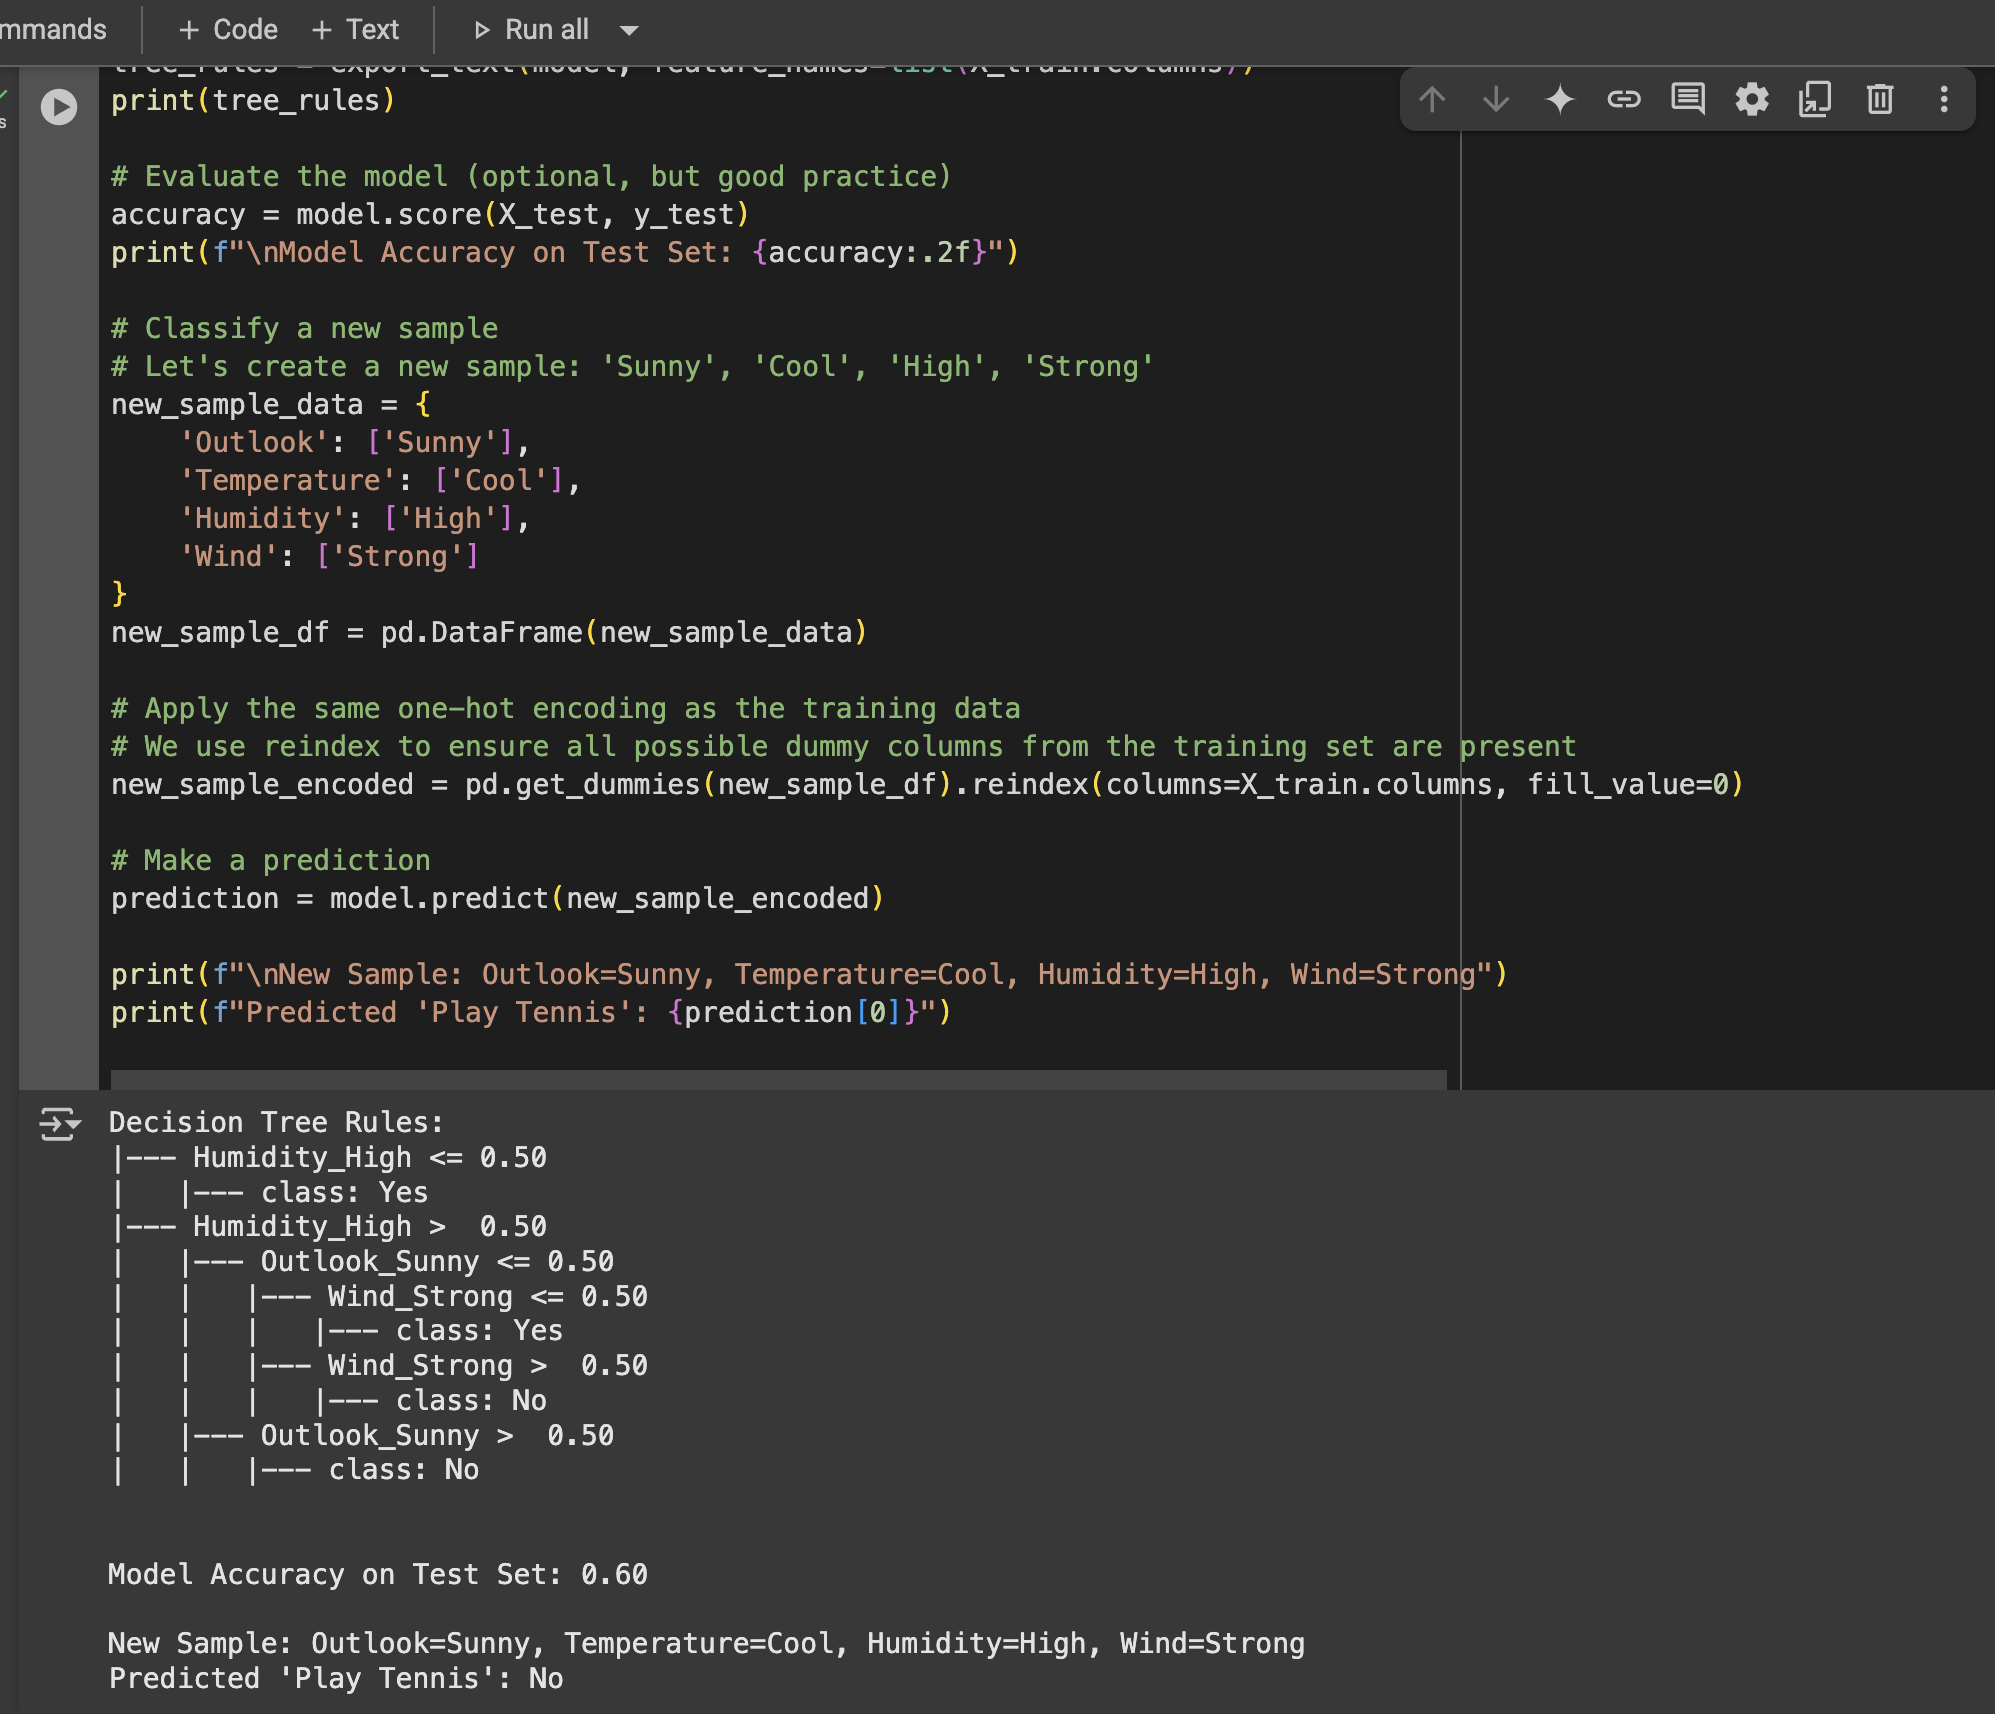 mmands
+ Code
+ Text
Run all
tree_rules = export_text(model, feature_names=list(X_train.columns))
s
print(tree_rules)
# Evaluate the model (optional, but good practice)
accuracy = model.score(X_test, y_test)
print(f"\nModel Accuracy on Test Set: {accuracy:.2f}")
# Classify a new sample
# Let's create a new sample: 'Sunny', 'Cool', 'High', 'Strong'
new_sample_data = {
    'Outlook': ['Sunny'],
    'Temperature': ['Cool'],
    'Humidity': ['High'],
    'Wind': ['Strong']
}
new_sample_df = pd.DataFrame(new_sample_data)
# Apply the same one-hot encoding as the training data
# We use reindex to ensure all possible dummy columns from the training set are present
new_sample_encoded = pd.get_dummies(new_sample_df).reindex(columns=X_train.columns, fill_value=0)
# Make a prediction
prediction = model.predict(new_sample_encoded)
print(f"\nNew Sample: Outlook=Sunny, Temperature=Cool, Humidity=High, Wind=Strong")
print(f"Predicted 'Play Tennis': {prediction[0]}")
Decision Tree Rules:
|--- Humidity_High <= 0.50
|   |--- class: Yes
|--- Humidity_High >  0.50
|   |--- Outlook_Sunny <= 0.50
|   |   |--- Wind_Strong <= 0.50
|   |   |   |--- class: Yes
|   |   |--- Wind_Strong >  0.50
|   |   |   |--- class: No
|   |--- Outlook_Sunny >  0.50
|   |   |--- class: No
Model Accuracy on Test Set: 0.60
New Sample: Outlook=Sunny, Temperature=Cool, Humidity=High, Wind=Strong
Predicted 'Play Tennis': No